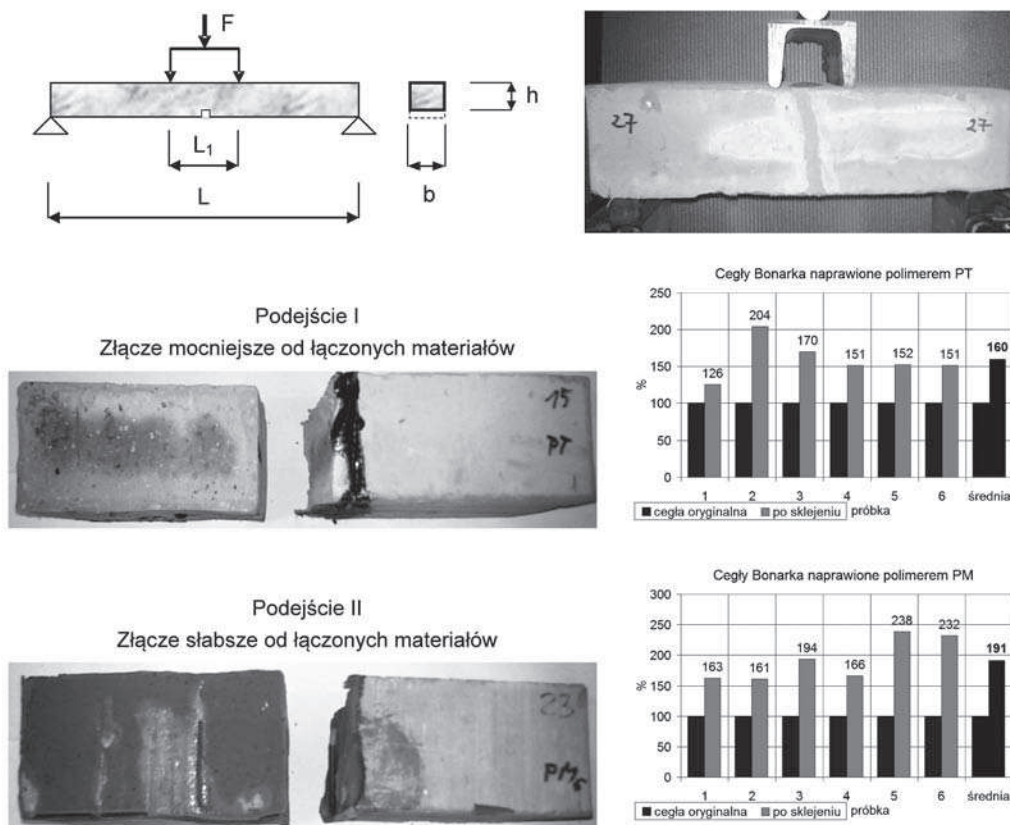 F
h
L₁
L
b
27
27
Podejście I
Złącze mocniejsze od łączonych materiałów
15
PT
Cegły Bonarka naprawione polimerem PT
250
200
150
100
50
0
%
126
204
170
151
152
151
160
1 2 3 4 5 6 średnia
cegła oryginalna po sklejeniu próbka
Podejście II
Złącze słabsze od łączonych materiałów
23
PM
Cegły Bonarka naprawione polimerem PM
300
250
200
150
100
50
0
%
163
161
194
166
238
232
191
1 2 3 4 5 6 średnia
cegła oryginalna po sklejeniu próbka